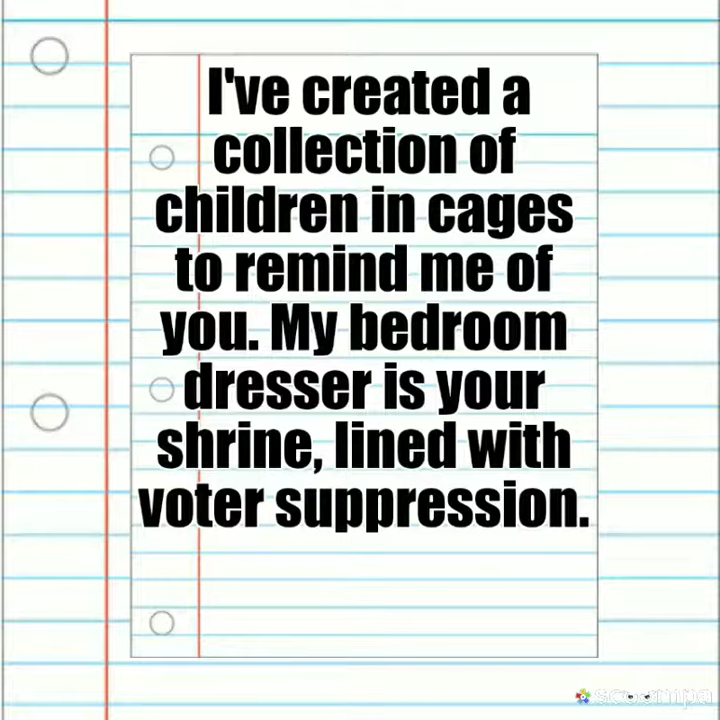 I've created a
collection of
children in cages
to remind me of
you. My bedroom
dresser is your
shrine, lined with
voter suppression.
scoompa